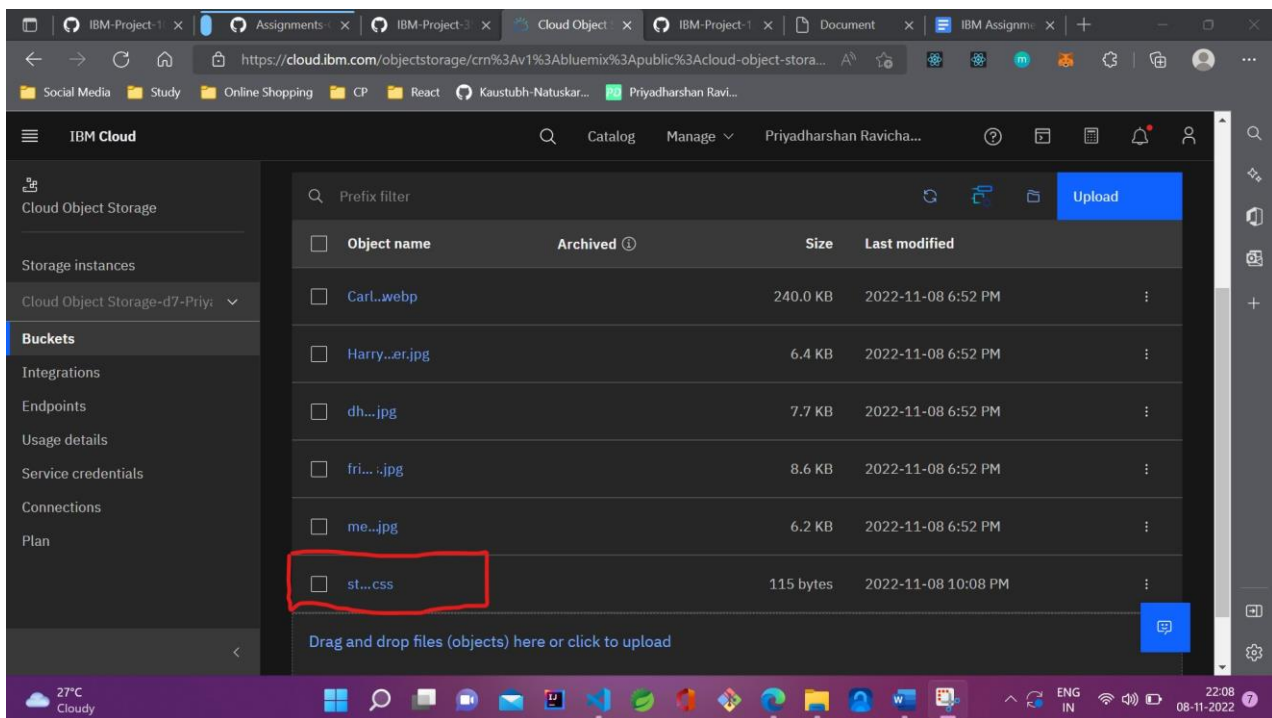 IBM-Project-1
Assignments-
IBM-Project-3
Cloud Object
IBM-Project-1
Document
IBM Assignme
https://cloud.ibm.com/objectstorage/crn%3Av1%3Abluemix%3Apublic%3Acloud-object-stora...
Social Media Study Online Shopping CP React Kaustubh-Natuskar... PD Priyadharshan Ravi...
IBM Cloud Catalog Manage Priyadharshan Ravicha...
Cloud Object Storage
Storage instances
Cloud Object Storage-d7-Priya
Buckets
Integrations
Endpoints
Usage details
Service credentials
Connections
Plan
Prefix filter Upload
Object name Archived Size Last modified
Carl...webp 240.0 KB 2022-11-08 6:52 PM
Harry...er.jpg 6.4 KB 2022-11-08 6:52 PM
dh...jpg 7.7 KB 2022-11-08 6:52 PM
fri... .jpg 8.6 KB 2022-11-08 6:52 PM
me...jpg 6.2 KB 2022-11-08 6:52 PM
st...css 115 bytes 2022-11-08 10:08 PM
Drag and drop files (objects) here or click to upload
27°C
Cloudy
ENG
IN
22:08
08-11-2022
7